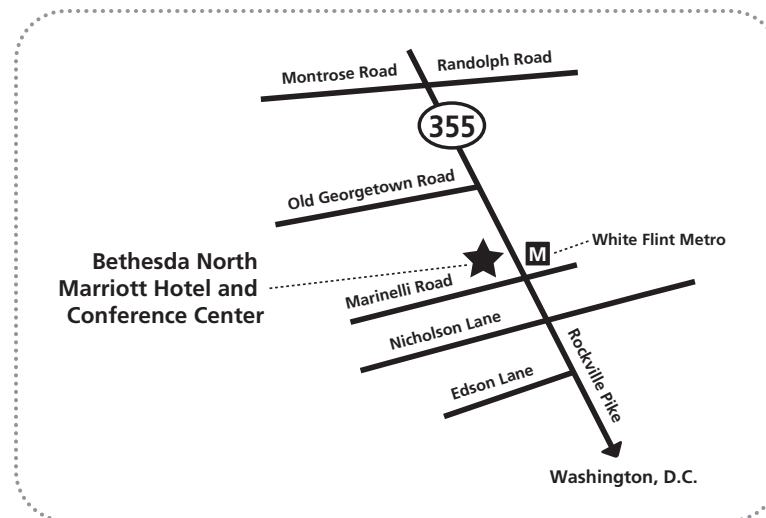 Montrose Road
Randolph Road
355
Old Georgetown Road
M
White Flint Metro
Bethesda North
Marriott Hotel and
Conference Center
Marinelli Road
Nicholson Lane
Rockville Pike
Edson Lane
Washington, D.C.